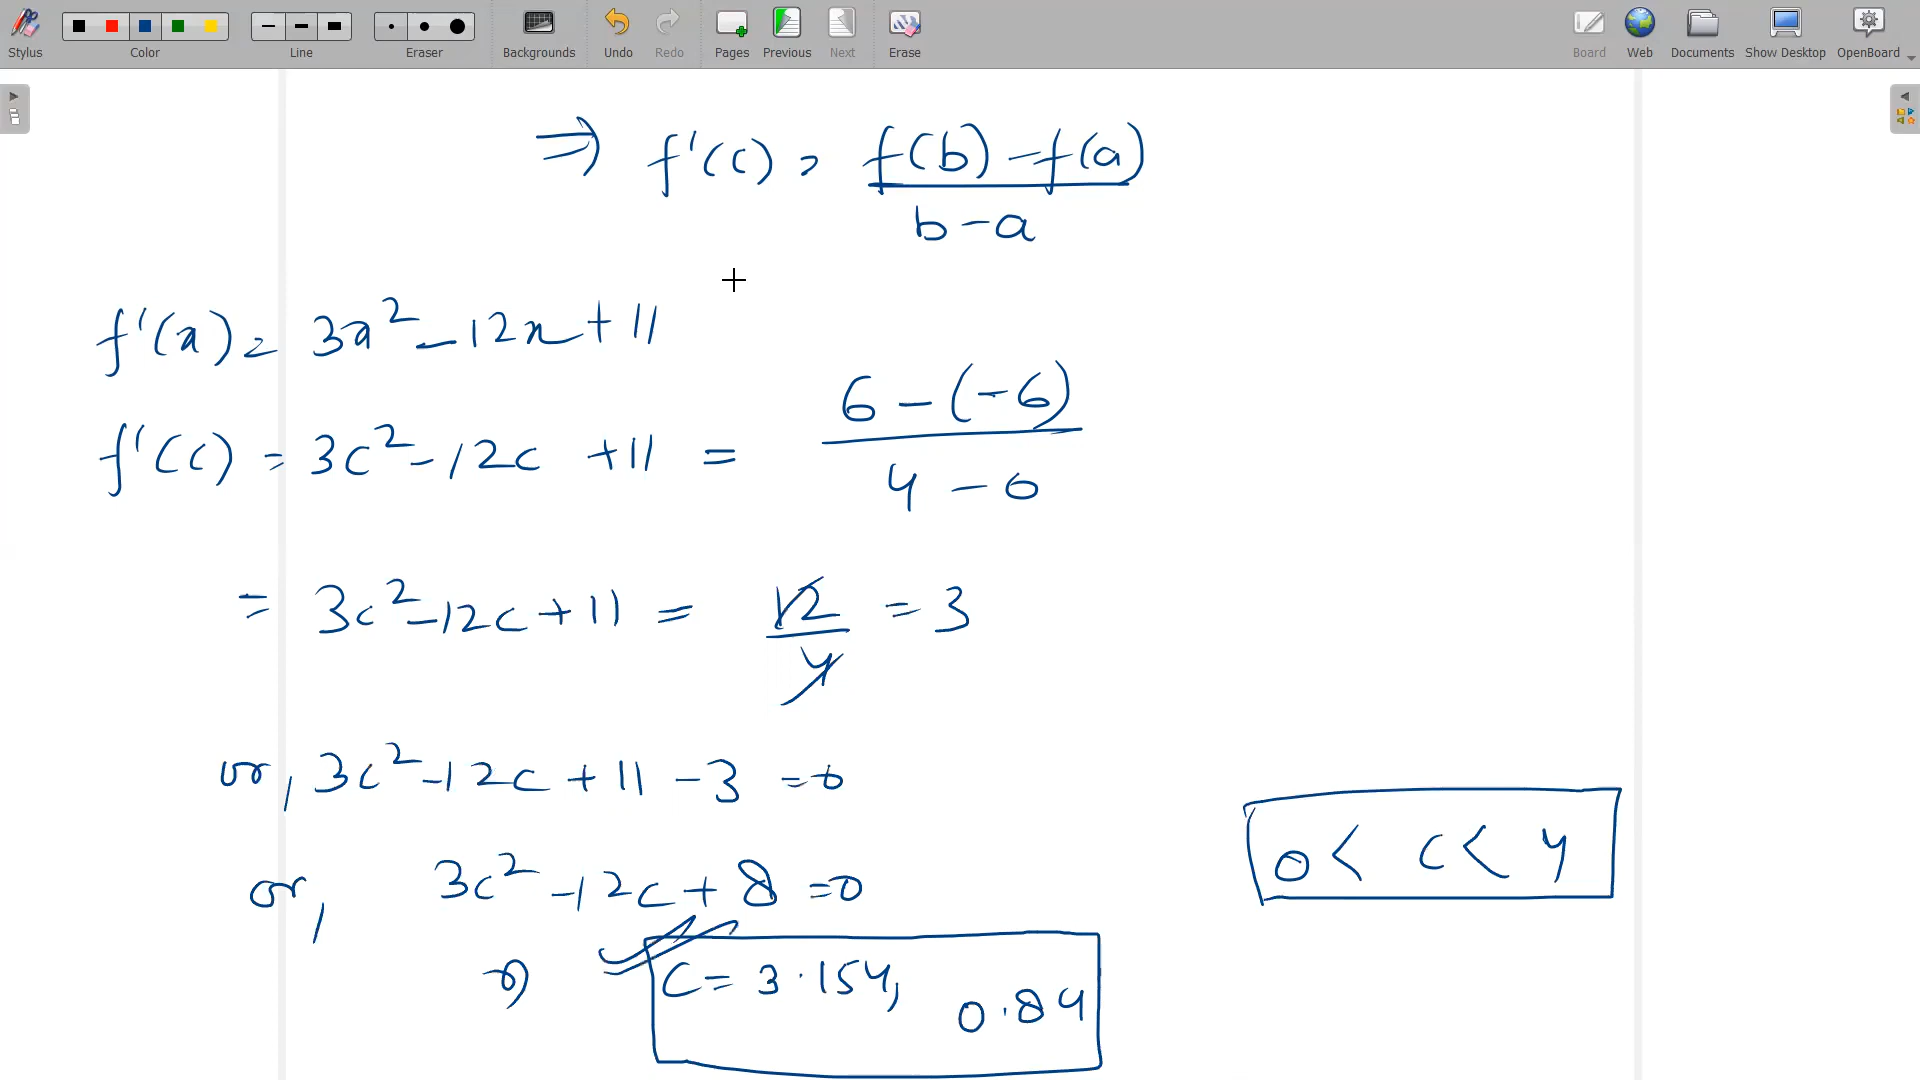 Stylus Color Line Eraser Backgrounds Undo Redo Pages Previous Next Erase Board Web Documents Show Desktop OpenBoard
⇒ f'(c) = f(b) - f(a) / b - a
f'(x) = 3x² - 12x + 11
f'(c) = 3c² - 12c + 11 = 6 - (-6) / 4 - 0
= 3c² - 12c + 11 = 12/4 = 3
or, 3c² - 12c + 11 - 3 = 0
or, 3c² - 12c + 8 = 0
0 < c < 4
⇒ C = 3.154, 0.84